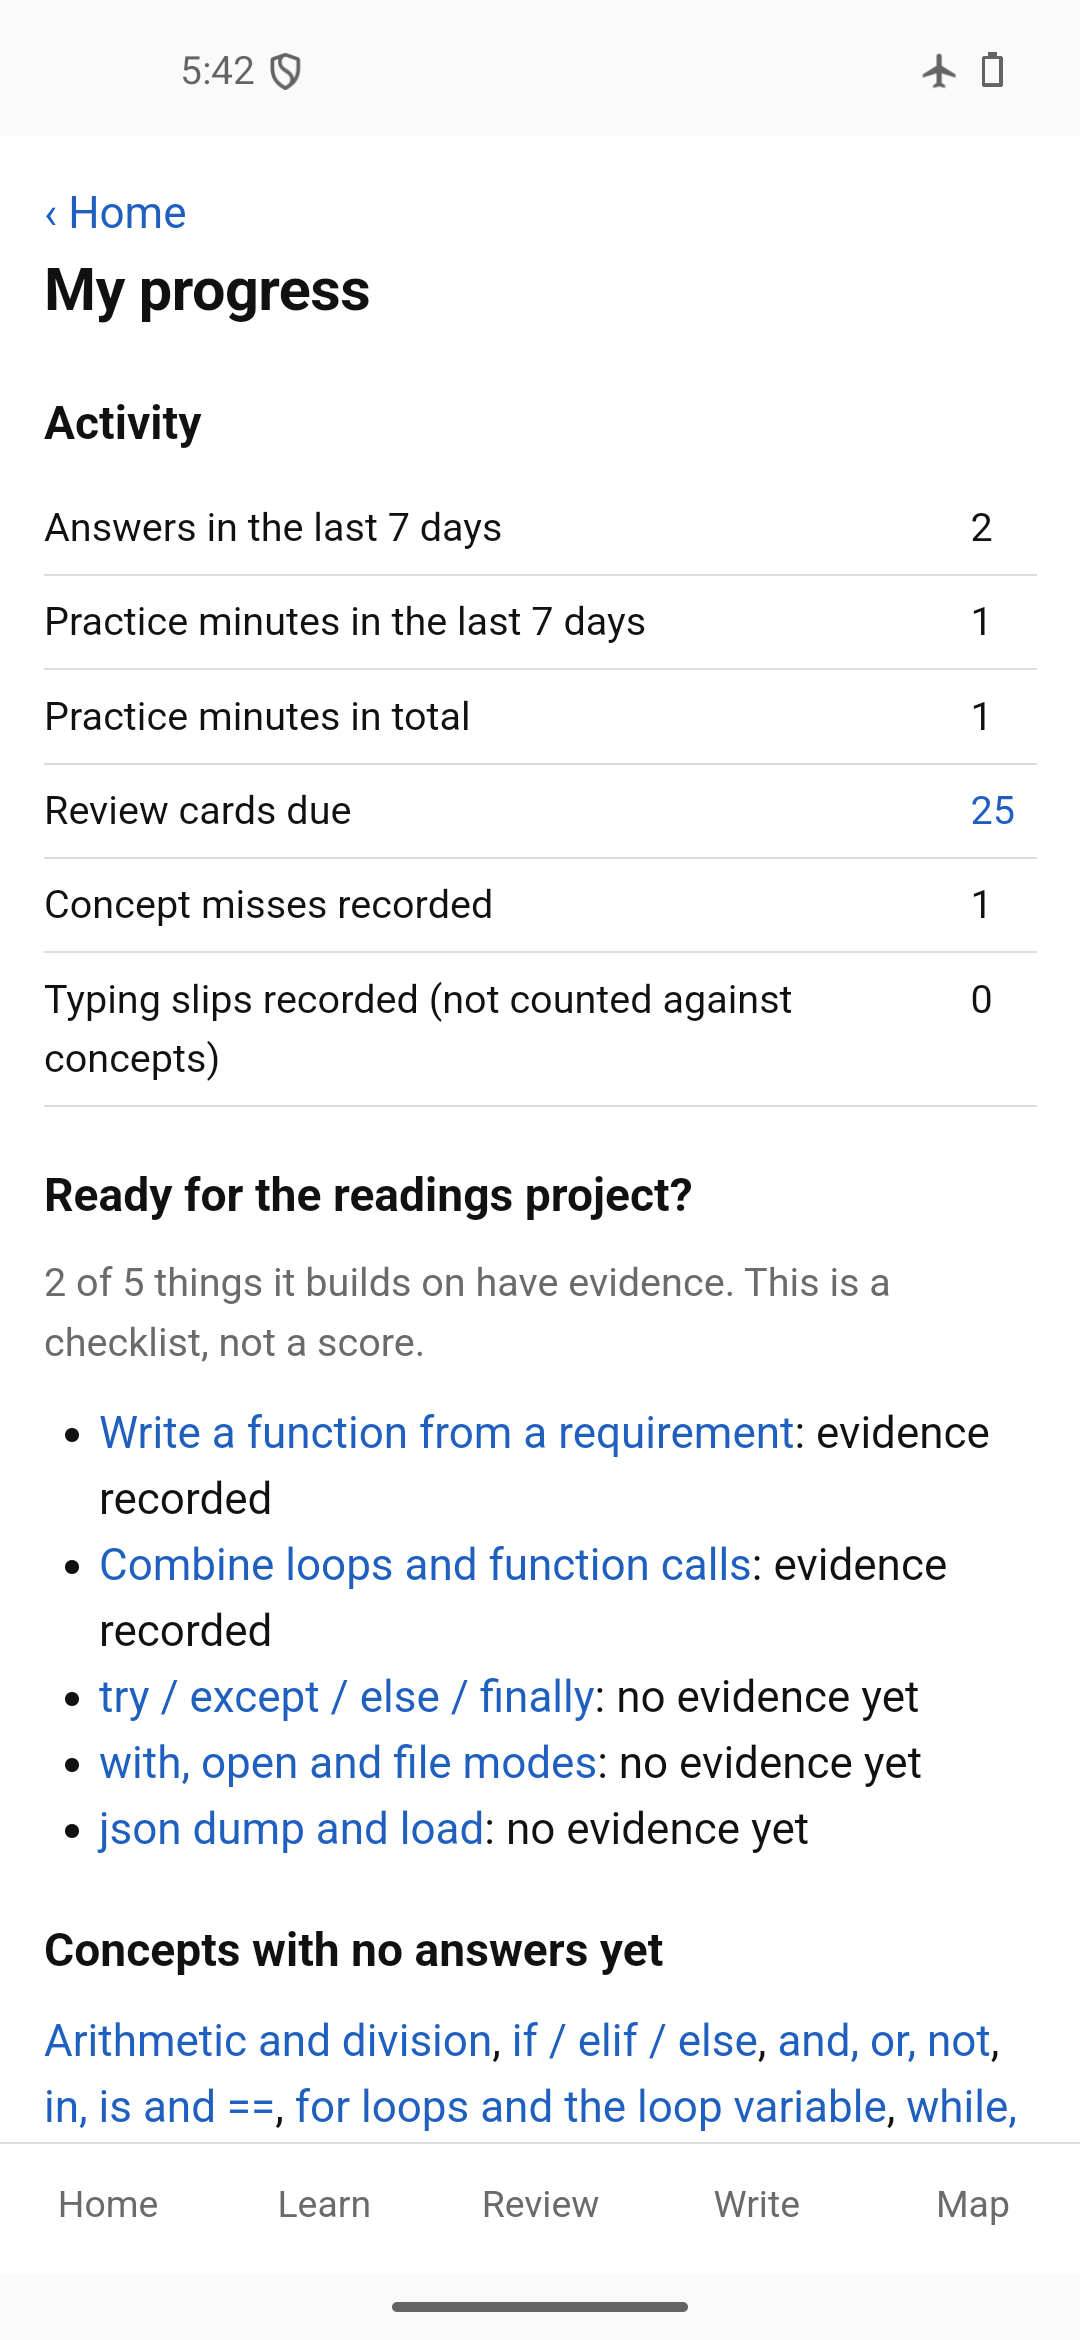 5:42
‹ Home
My progress
Activity
Answers in the last 7 days 2
Practice minutes in the last 7 days 1
Practice minutes in total 1
Review cards due 25
Concept misses recorded 1
Typing slips recorded (not counted against 0
concepts)
Ready for the readings project?
2 of 5 things it builds on have evidence. This is a
checklist, not a score.
• Write a function from a requirement: evidence
recorded
• Combine loops and function calls: evidence
recorded
• try / except / else / finally: no evidence yet
• with, open and file modes: no evidence yet
• json dump and load: no evidence yet
Concepts with no answers yet
Arithmetic and division, if / elif / else, and, or, not,
in, is and ==, for loops and the loop variable, while,
Home Learn Review Write Map